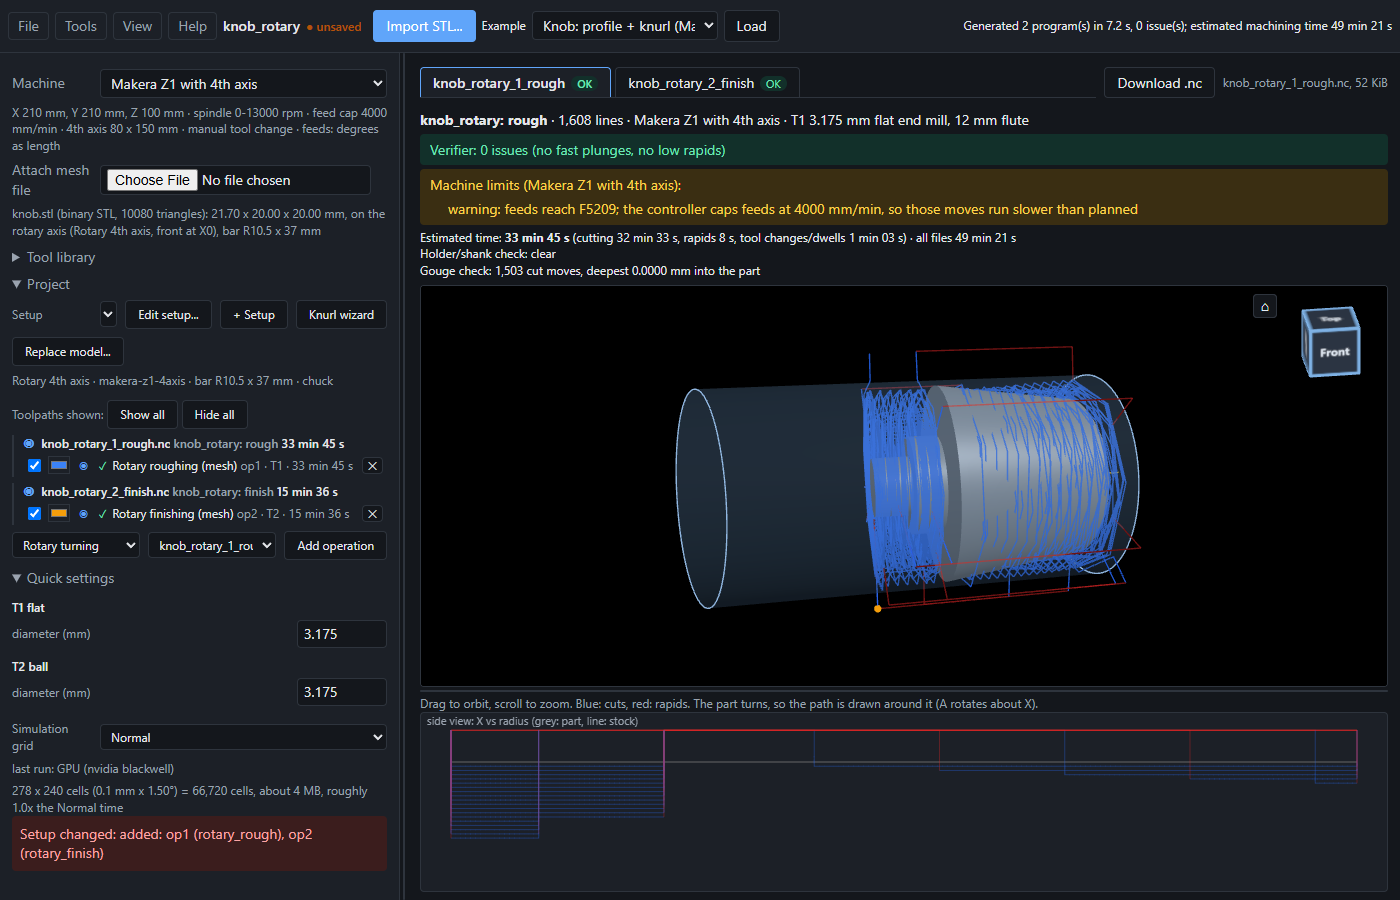 File Tools View Help knob_rotary ● unsaved Import STL... Example Knob: profile + knurl (Ma Load Generated 2 program(s) in 7.2 s, 0 issue(s); estimated machining time 49 min 21 s
Machine Makera Z1 with 4th axis
X 210 mm, Y 210 mm, Z 100 mm · spindle 0-13000 rpm · feed cap 4000
mm/min · 4th axis 80 x 150 mm · manual tool change · feeds: degrees
as length
Attach mesh
file
Choose File No file chosen
knob.stl (binary STL, 10080 triangles): 21.70 x 20.00 x 20.00 mm, on the
rotary axis (Rotary 4th axis, front at X0), bar R10.5 x 37 mm
▶ Tool library
▼ Project
Setup Edit setup... + Setup Knurl wizard
Replace model...
Rotary 4th axis · makera-z1-4axis · bar R10.5 x 37 mm · chuck
Toolpaths shown: Show all Hide all
knob_rotary_1_rough.nc knob_rotary: rough 33 min 45 s
✓ Rotary roughing (mesh) op1 · T1 · 33 min 45 s ✕
knob_rotary_2_finish.nc knob_rotary: finish 15 min 36 s
✓ Rotary finishing (mesh) op2 · T2 · 15 min 36 s ✕
Rotary turning knob_rotary_1_rou Add operation
▼ Quick settings
T1 flat
diameter (mm) 3.175
T2 ball
diameter (mm) 3.175
Simulation
grid
Normal
last run: GPU (nvidia blackwell)
278 x 240 cells (0.1 mm x 1.50°) = 66,720 cells, about 4 MB, roughly
1.0x the Normal time
Setup changed: added: op1 (rotary_rough), op2
(rotary_finish)
knob_rotary_1_rough OK knob_rotary_2_finish OK Download .nc knob_rotary_1_rough.nc, 52 KiB
knob_rotary: rough · 1,608 lines · Makera Z1 with 4th axis · T1 3.175 mm flat end mill, 12 mm flute
Verifier: 0 issues (no fast plunges, no low rapids)
Machine limits (Makera Z1 with 4th axis):
warning: feeds reach F5209; the controller caps feeds at 4000 mm/min, so those moves run slower than planned
Estimated time: 33 min 45 s (cutting 32 min 33 s, rapids 8 s, tool changes/dwells 1 min 03 s) · all files 49 min 21 s
Holder/shank check: clear
Gouge check: 1,503 cut moves, deepest 0.0000 mm into the part
Top
Front
Drag to orbit, scroll to zoom. Blue: cuts, red: rapids. The part turns, so the path is drawn around it (A rotates about X).
side view: X vs radius (grey: part, line: stock)